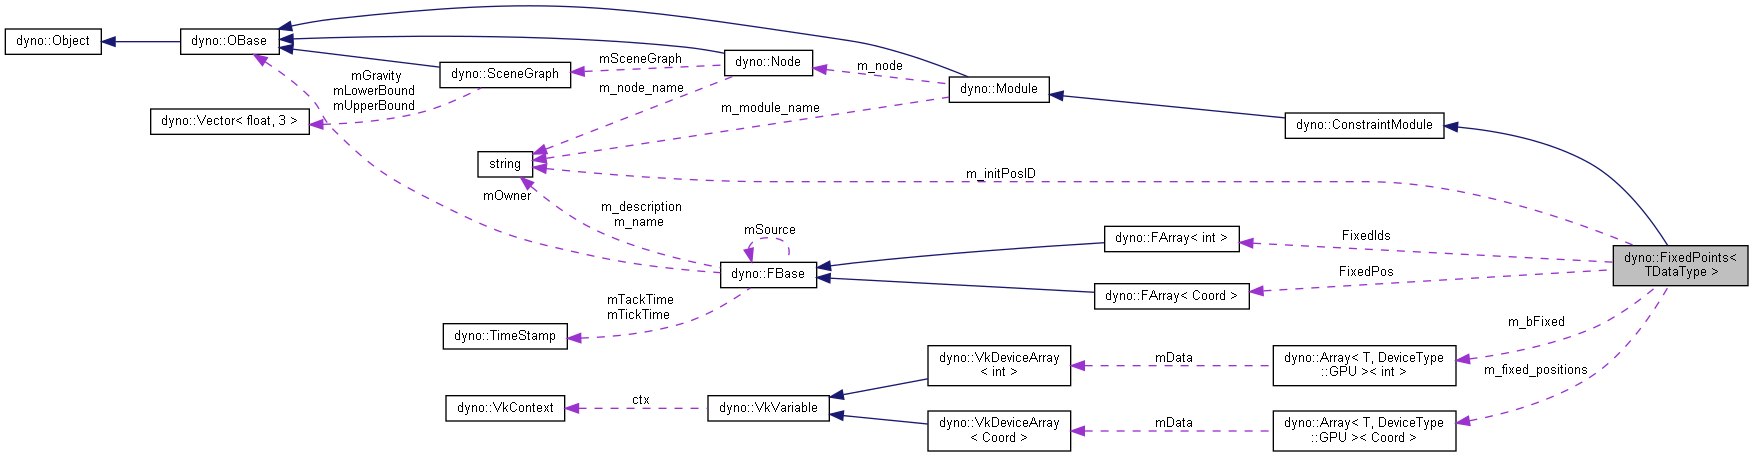 dyno::Object
dyno::OBase
mSceneGraph
dyno::Node
dyno::SceneGraph
m_node
mGravity
mLowerBound
mUpperBound
m_node_name
dyno::Module
m_module_name
dyno::Vector< float, 3 >
dyno::ConstraintModule
string
m_initPosID
mOwner
m_description
m_name
mSource
dyno::FArray< int >
FixedIds
dyno::FixedPoints<
TDataType >
dyno::FBase
FixedPos
dyno::FArray< Coord >
mTackTime
mTickTime
dyno::TimeStamp
m_bFixed
dyno::VkDeviceArray
< int >
mData
dyno::Array< T, DeviceType
::GPU >< int >
m_fixed_positions
dyno::VkContext
ctx
dyno::VkVariable
dyno::VkDeviceArray
< Coord >
mData
dyno::Array< T, DeviceType
::GPU >< Coord >